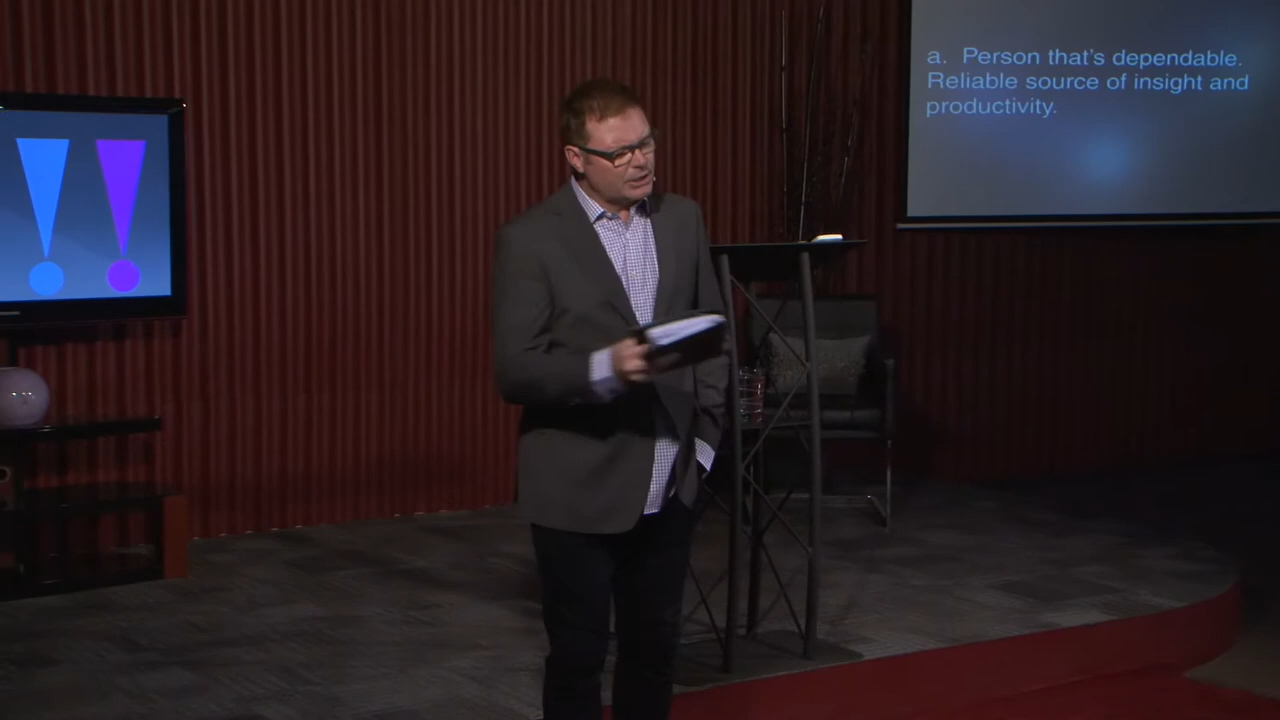 a. Person that's dependable.
Reliable source of insight and
productivity.
!!